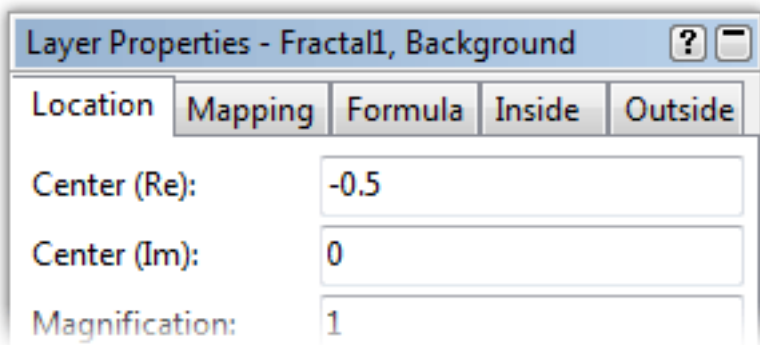 Layer Properties - Fractal1, Background ?
Location Mapping Formula Inside Outside
Center (Re): -0.5
Center (Im): 0
Magnification: 1